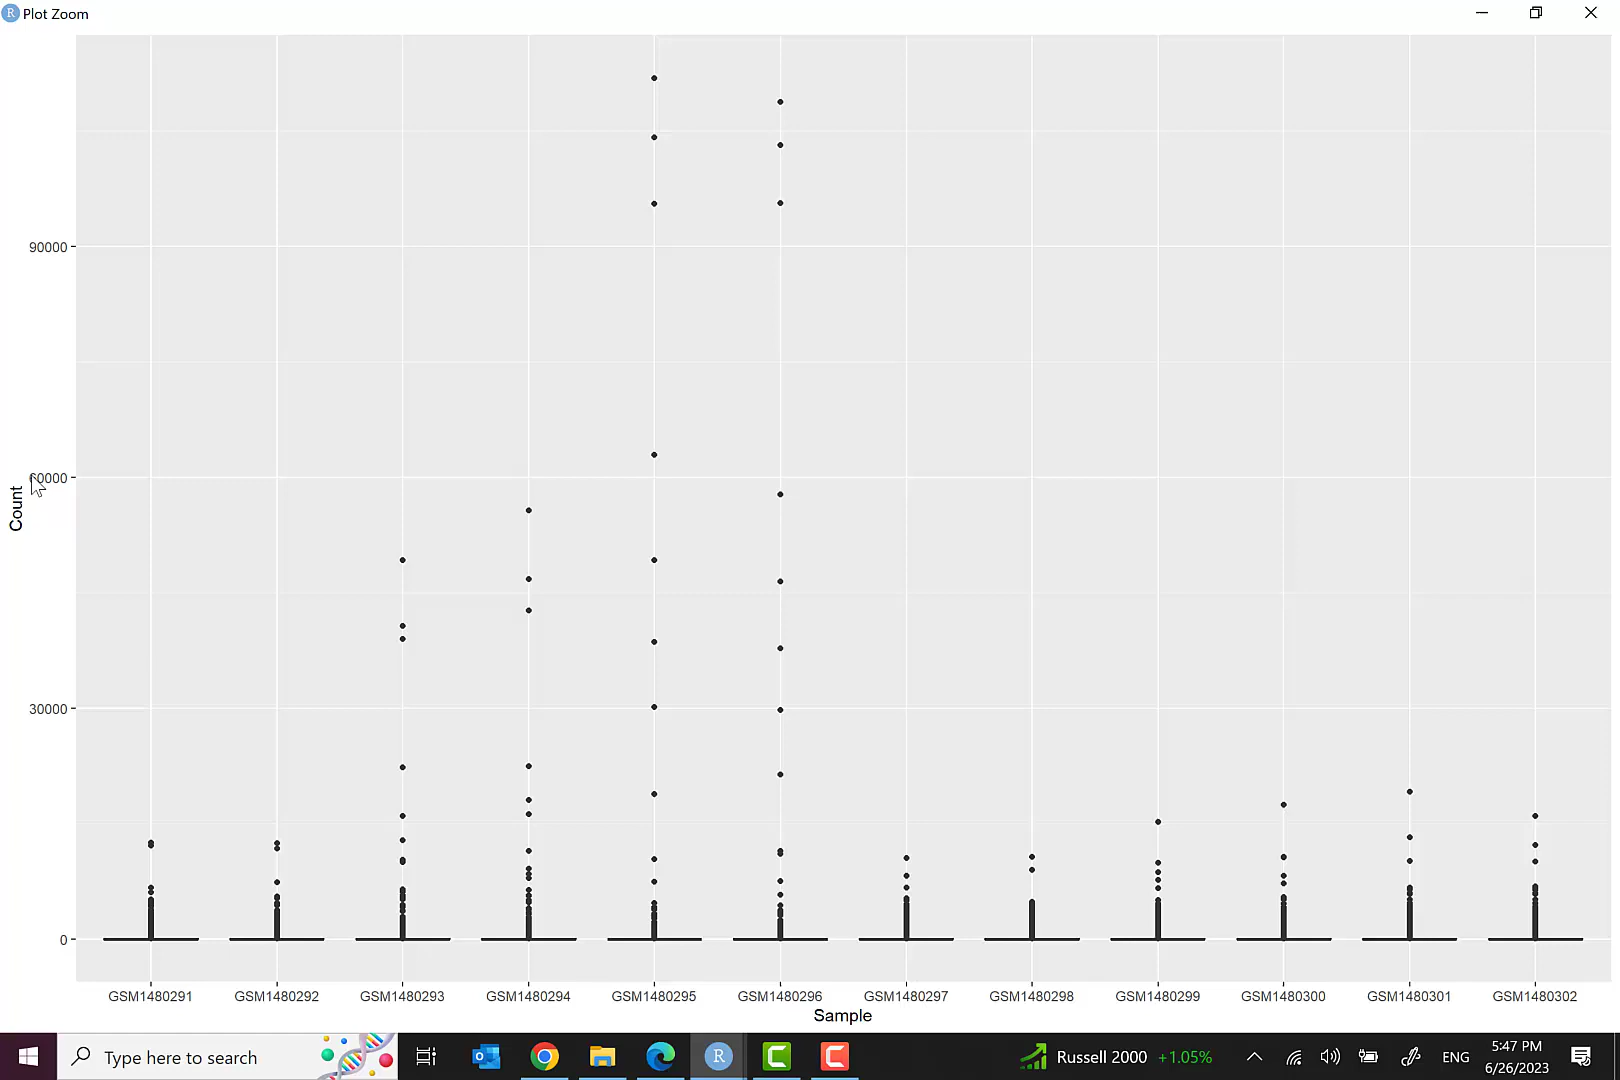 R Plot Zoom
90000
60000
30000
0
Count
GSM1480291 GSM1480292 GSM1480293 GSM1480294 GSM1480295 GSM1480296 GSM1480297 GSM1480298 GSM1480299 GSM1480300 GSM1480301 GSM1480302
Sample
Type here to search
R
Russell 2000 +1.05%
ENG
5:47 PM
6/26/2023